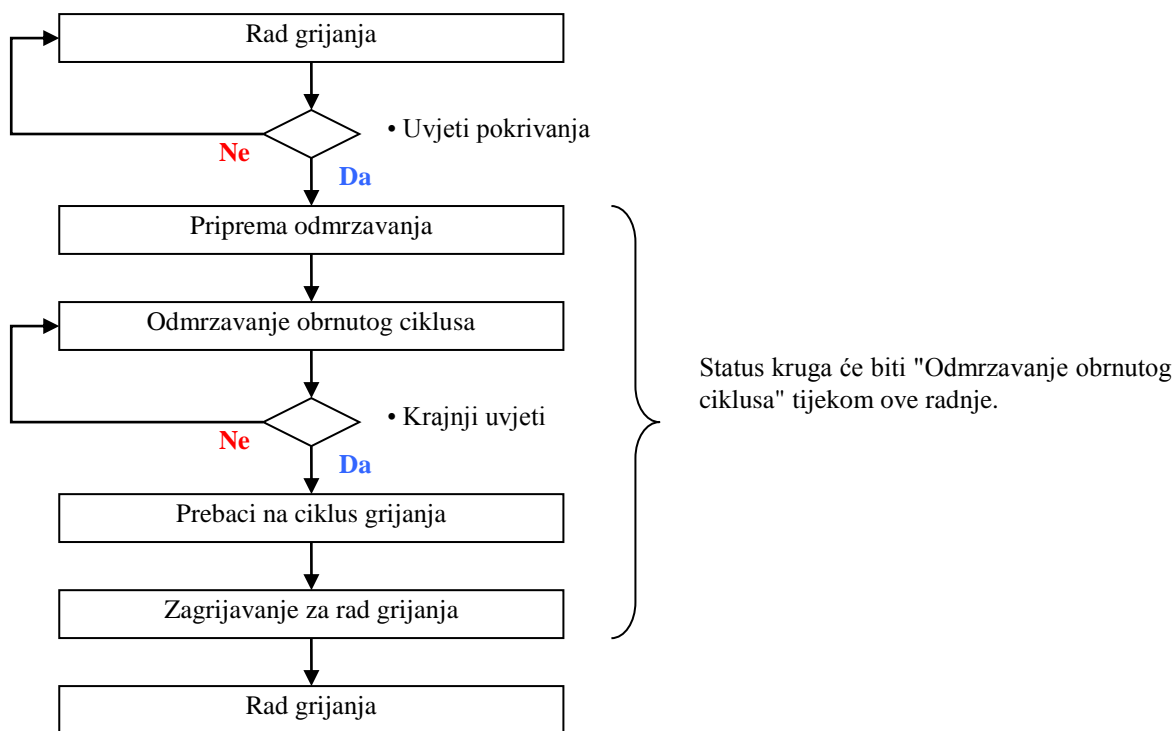 Rad grijanja
• Uvjeti pokrivanja
Ne
Da
Priprema odmrzavanja
Odmrzavanje obrnutog ciklusa
Status kruga će biti "Odmrzavanje obrnutog
ciklusa" tijekom ove radnje.
• Krajnji uvjeti
Ne
Da
Prebaci na ciklus grijanja
Zagrijavanje za rad grijanja
Rad grijanja